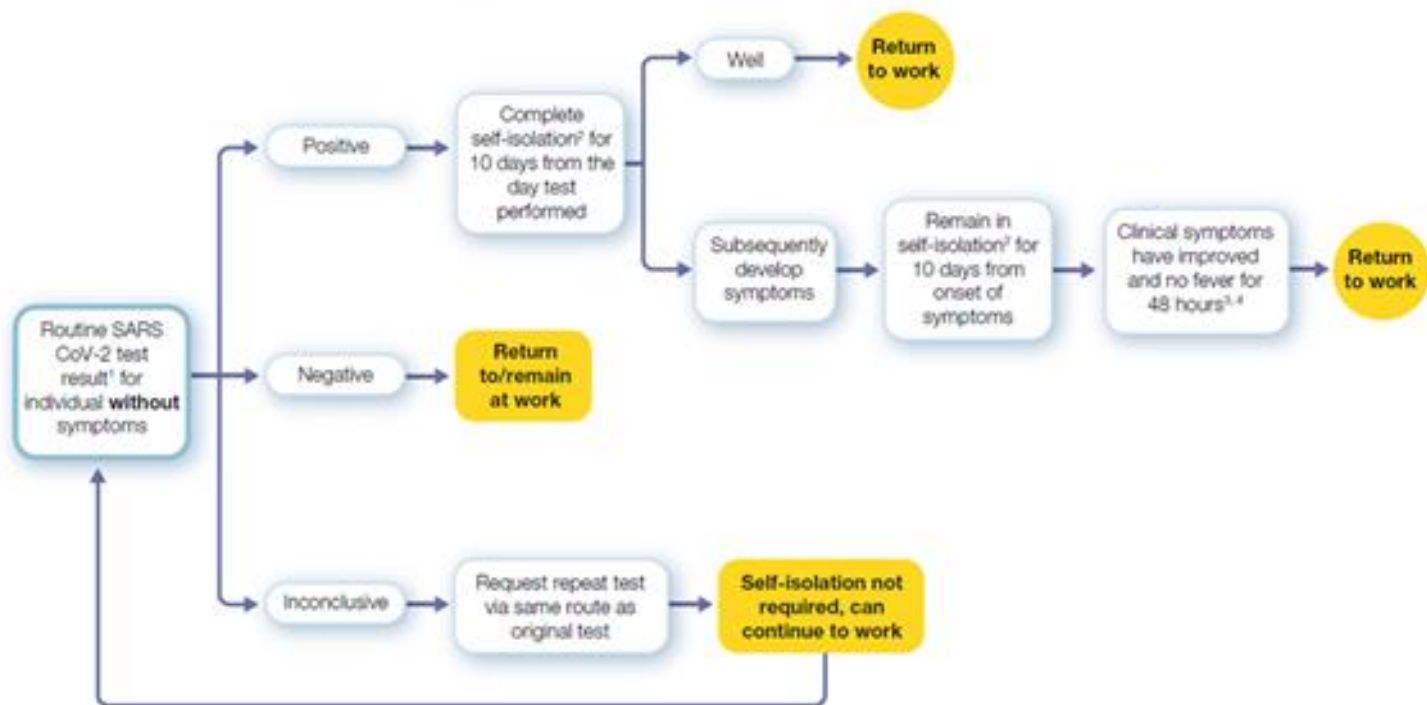 Well
Return
to work
Positive
Complete
self-isolation² for
10 days from the
day test
performed
Subsequently
develop
symptoms
Remain in
self-isolation² for
10 days from
onset of
symptoms
Clinical symptoms
have improved
and no fever for
48 hours³, ⁴
Return
to work
Routine SARS
CoV-2 test
result¹ for
individual without
symptoms
Negative
Return
to/remain
at work
Inconclusive
Request repeat test
via same route as
original test
Self-isolation not
required, can
continue to work